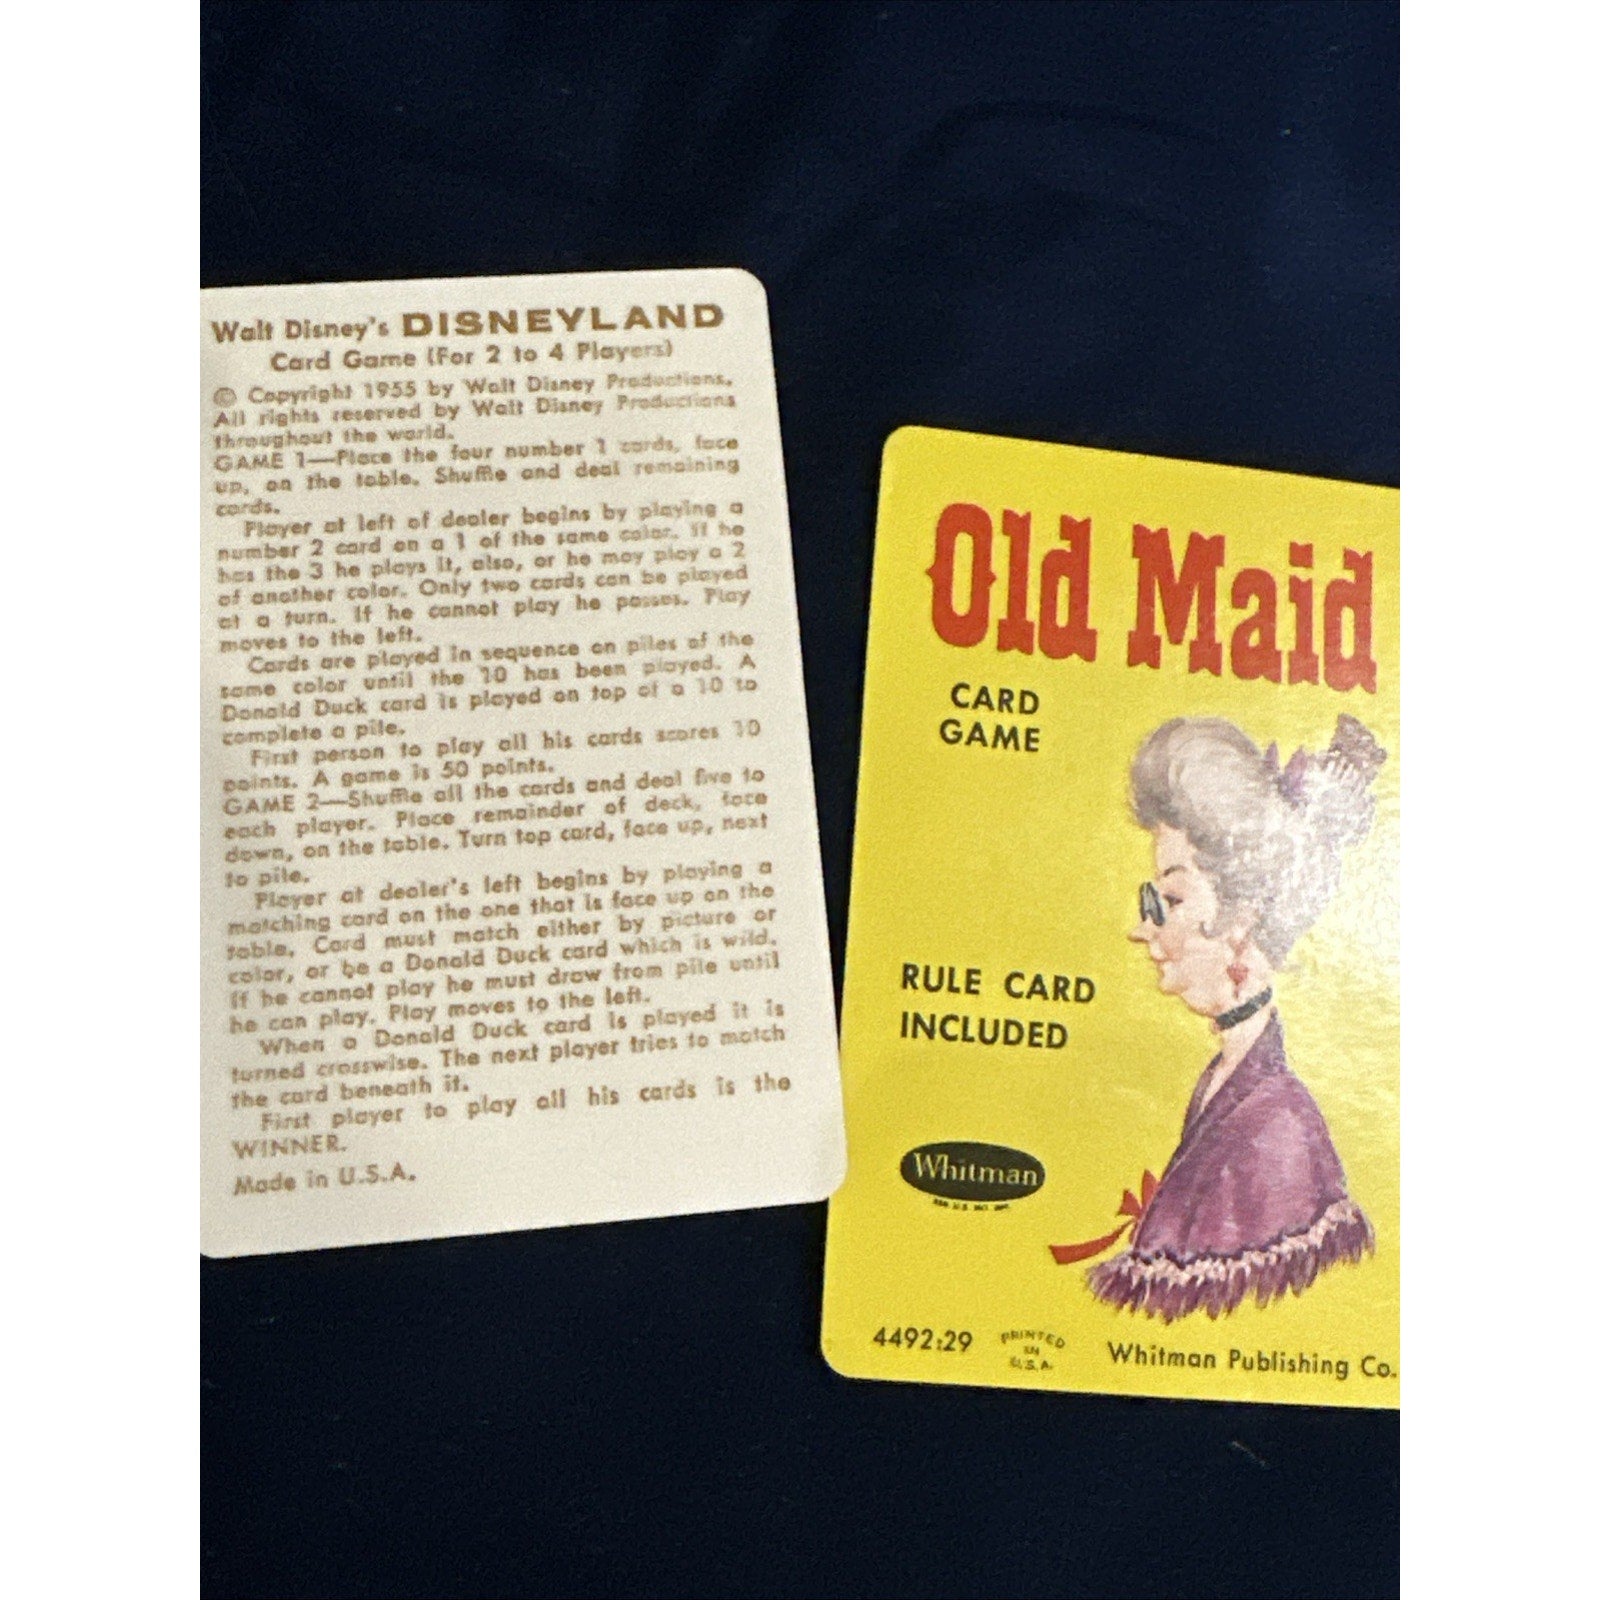 Walt Disney's DISNEYLAND
Card Game (For 2 to 4 Players)
© Copyright 1955 by Walt Disney Productions.
All rights reserved by Walt Disney Productions
throughout the world.
GAME 1—Place the four number 1 cards, face
up, on the table. Shuffle and deal remaining
cards.
Player at left of dealer begins by playing a
number 2 card on a 1 of the same color. If he
has the 3 he plays it, also, or he may play a 2
of another color. Only two cards can be played
at a turn. If he cannot play he passes. Play
moves to the left.
Cards are played in sequence on piles of the
same color until the 10 has been played. A
Donald Duck card is played on top of a 10 to
complete a pile.
First person to play all his cards scores 10
points. A game is 50 points.
GAME 2—Shuffle all the cards and deal five to
each player. Place remainder of deck, face
down, on the table. Turn top card, face up, next
to pile.
Player at dealer's left begins by playing a
matching card on the one that is face up on the
table. Card must match either by picture or
color, or be a Donald Duck card which is wild.
If he cannot play he must draw from pile until
he can play. Play moves to the left.
When a Donald Duck card is played it is
turned crosswise. The next player tries to match
the card beneath it.
First player to play all his cards is the
WINNER.
Made in U.S.A.
Old Maid
CARD
GAME
RULE CARD
INCLUDED
Whitman
REG. U.S. PAT. OFF.
4492:29
PRINTED
IN
U.S.A.
Whitman Publishing Co.